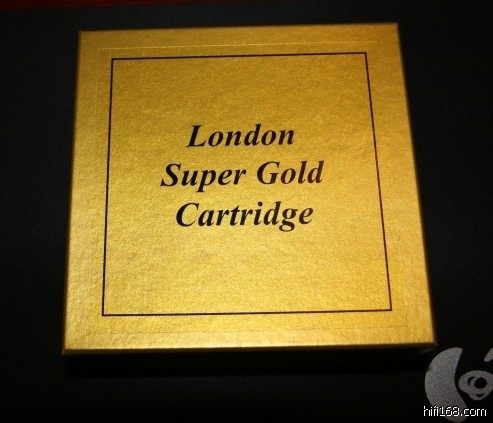 London
Super Gold
Cartridge
hifi168.com